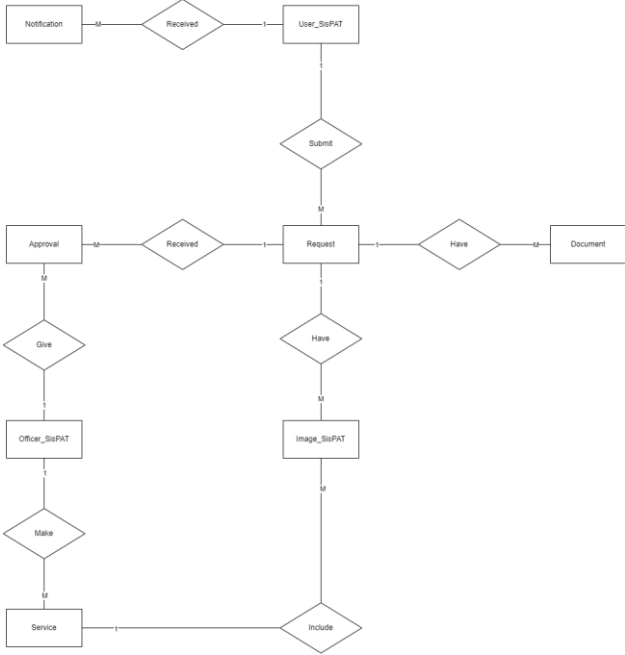 Notification
M
Received
1
User_SisPAT
1
Submit
M
Approval
M
Received
1
Request
1
Have
M
Document
M
Give
1
1
Have
M
Officer_SisPAT
Image_SisPAT
1
Make
M
M
Service
1
Include